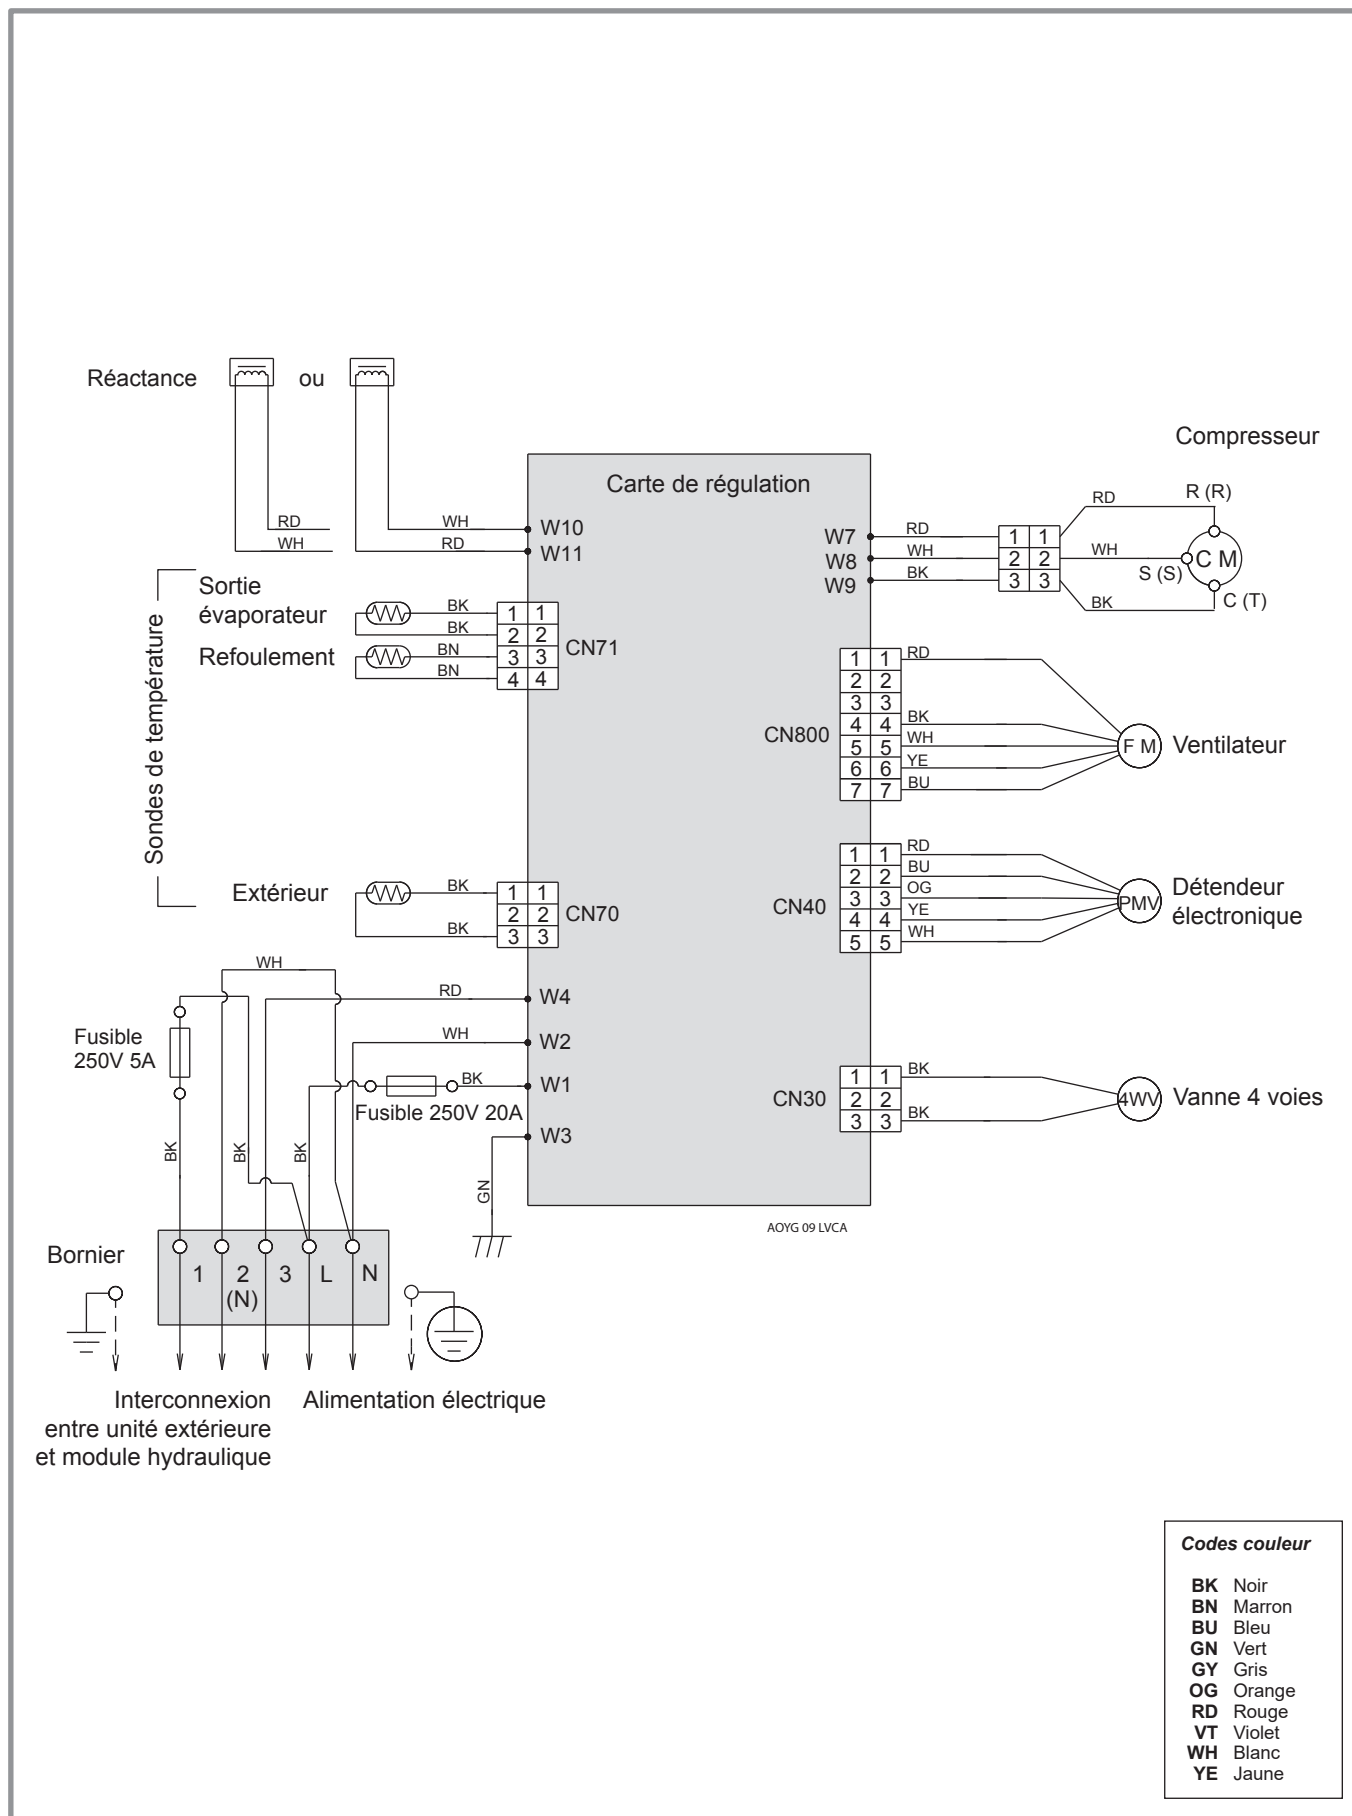 Réactance
ou
Compresseur
Carte de régulation
RD
WH
WH
RD
W10
W11
W7
W8
W9
RD
WH
BK
1 1
2 2
3 3
RD
WH
BK
R (R)
S (S)
C (T)
C M
Sondes de température
Sortie
évaporateur
Refoulement
BK
BK
BN
BN
1 1
2 2
3 3
4 4
CN71
CN800
1 1
2 2
3 3
4 4
5 5
6 6
7 7
RD
BK
WH
YE
BU
F M
Ventilateur
Extérieur
BK
BK
1 1
2 2
3 3
CN70
CN40
1 1
2 2
3 3
4 4
5 5
RD
BU
OG
YE
WH
PMV
Détendeur
électronique
WH
RD
W4
Fusible
250V 5A
WH
W2
BK
W1
Fusible 250V 20A
W3
BK
BK
BK
GN
CN30
1 1
2 2
3 3
BK
BK
4WV
Vanne 4 voies
AOYG 09 LVCA
Bornier
1
2
(N)
3
L
N
Interconnexion
entre unité extérieure
et module hydraulique
Alimentation électrique
Codes couleur
BK Noir
BN Marron
BU Bleu
GN Vert
GY Gris
OG Orange
RD Rouge
VT Violet
WH Blanc
YE Jaune